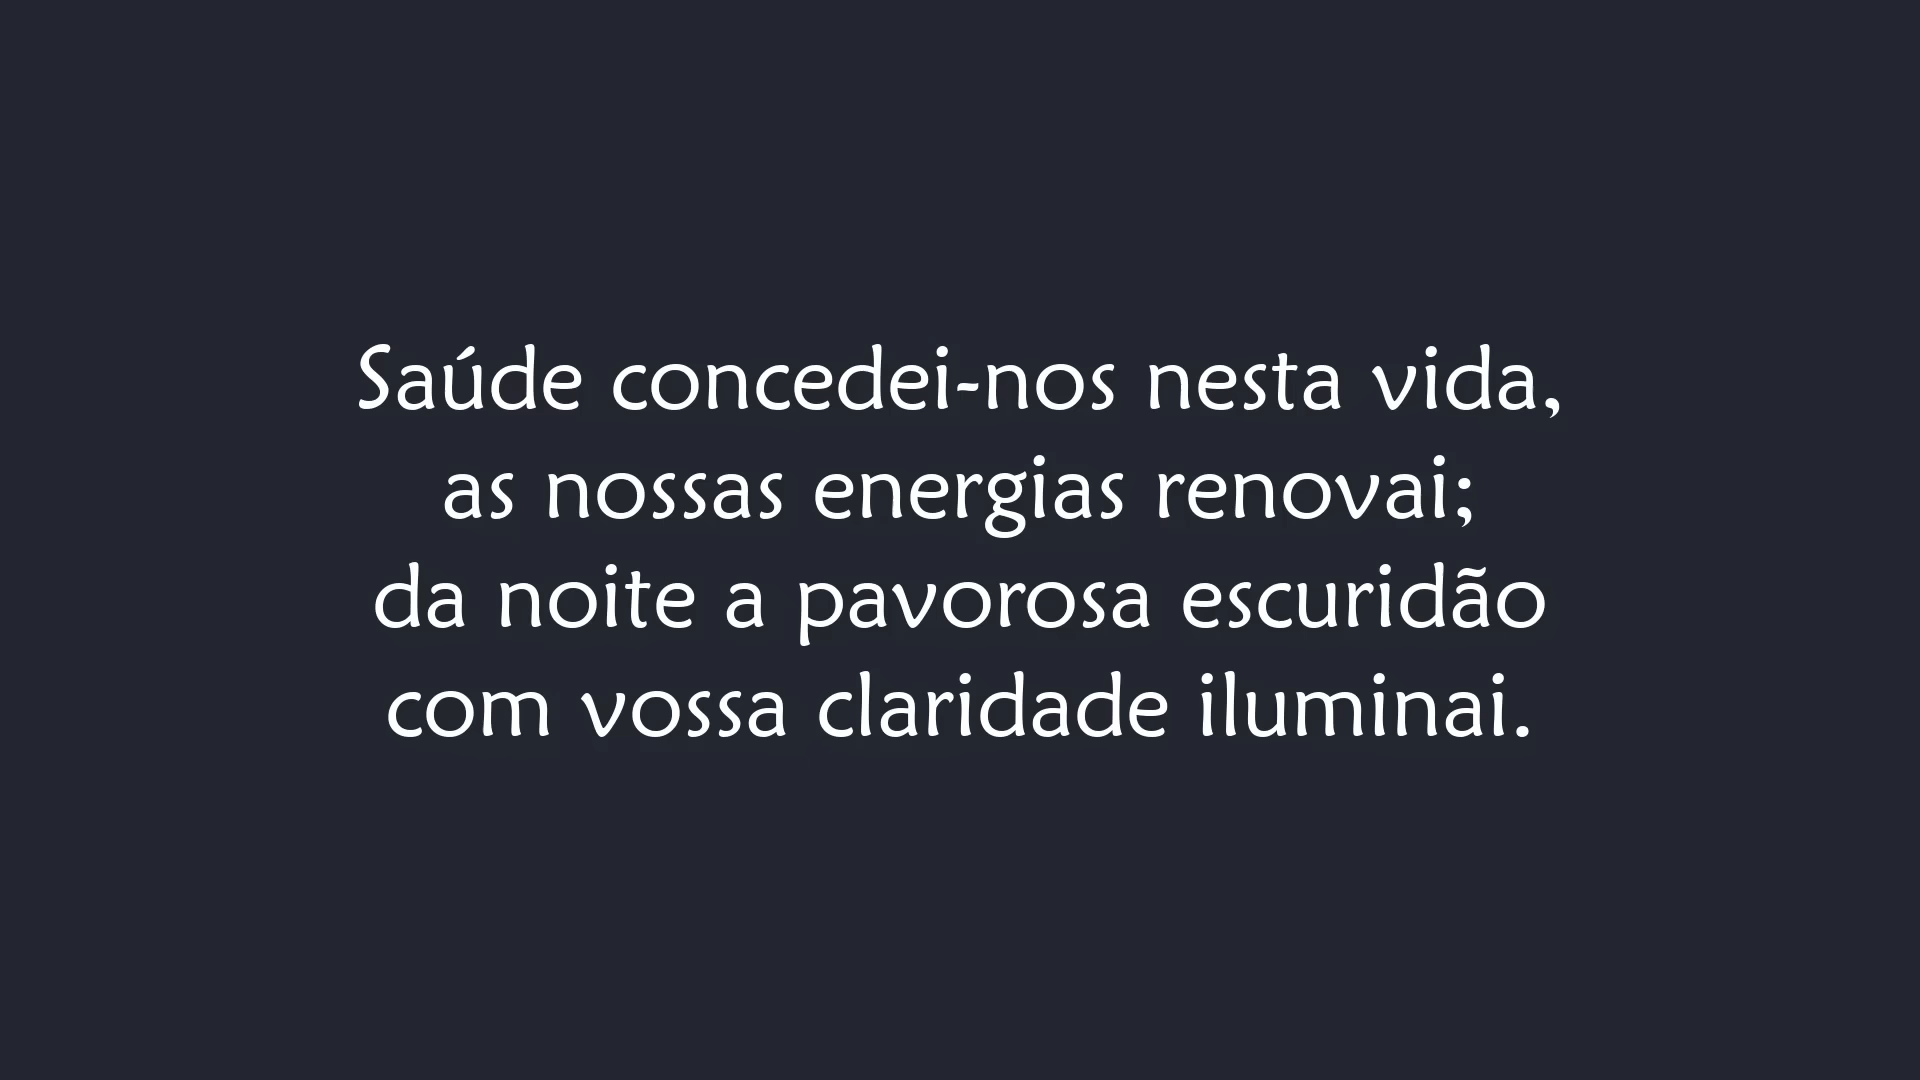 Saúde concedei-nos nesta vida,
as nossas energias renovai;
da noite a pavorosa escuridão
com vossa claridade iluminai.